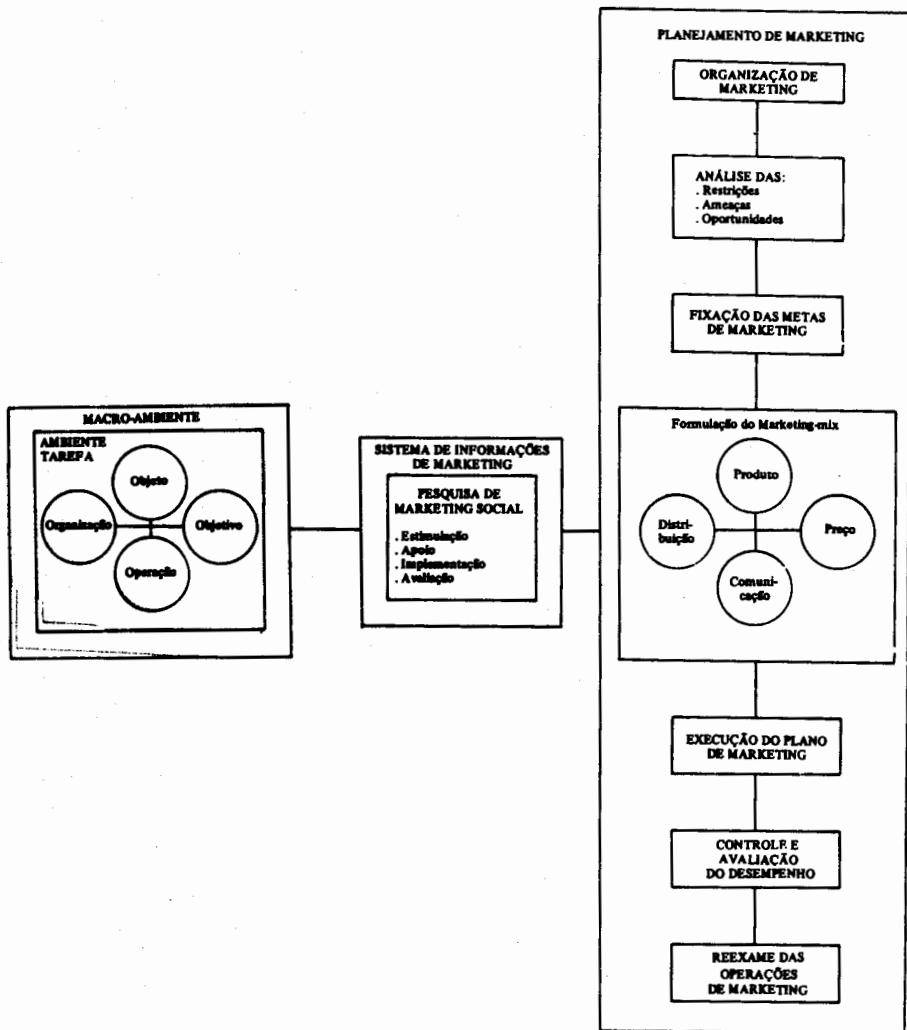 MACRO-AMBIENTE
AMBIENTE
TAREFA
Objeto
Organização
Objetivo
Operação
SISTEMA DE INFORMAÇÕES
DE MARKETING
PESQUISA DE
MARKETING SOCIAL
. Estimulação
. Apoio
. Implementação
. Avaliação
PLANEJAMENTO DE MARKETING
ORGANIZAÇÃO DE
MARKETING
ANÁLISE DAS:
. Restrições
. Ameaças
. Oportunidades
FIXAÇÃO DAS METAS
DE MARKETING
Formulação do Marketing-mix
Produto
Distri-
buição
Preço
Comuni-
cação
EXECUÇÃO DO PLANO
DE MARKETING
CONTROLE E
AVALIAÇÃO
DO DESEMPENHO
REEXAME DAS
OPERAÇÕES
DE MARKETING